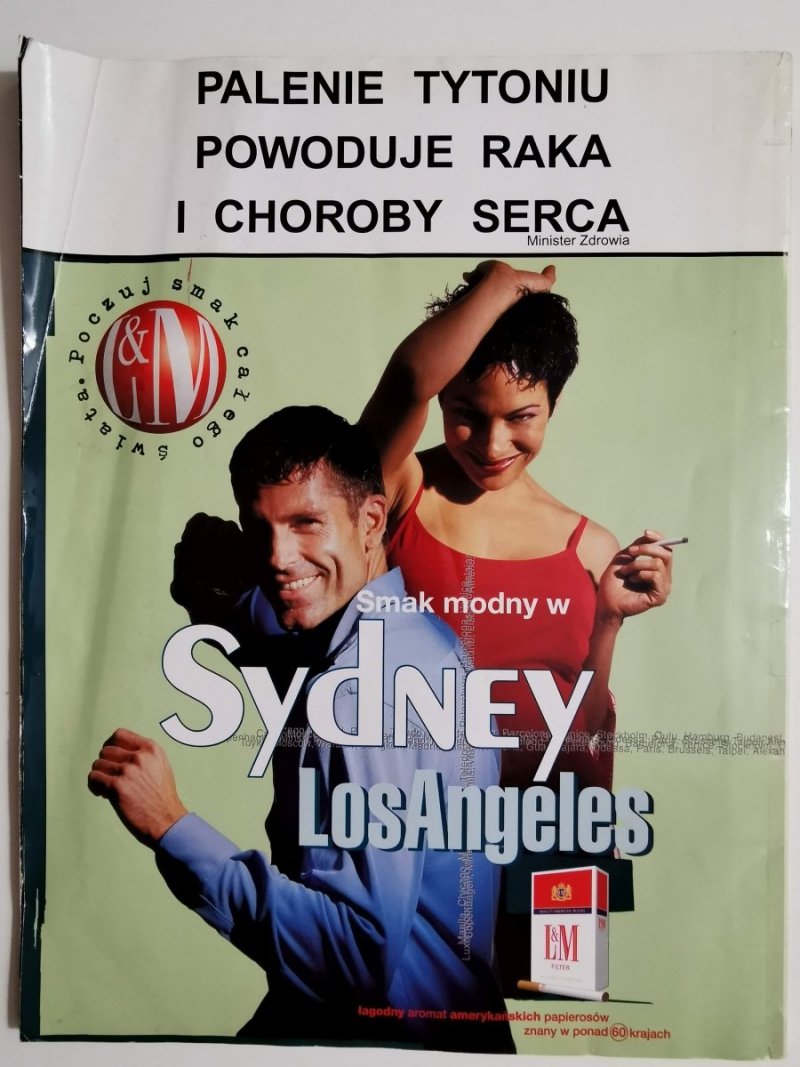 PALENIE TYTONIU
POWODUJE RAKA
I CHOROBY SERCA
Minister Zdrowia
Poczuj smak całego świata.
L&M
Smak modny w
Sydney
LosAngeles
L&M
FILTER
łagodny aromat amerykańskich papierosów
znany w ponad 60 krajach